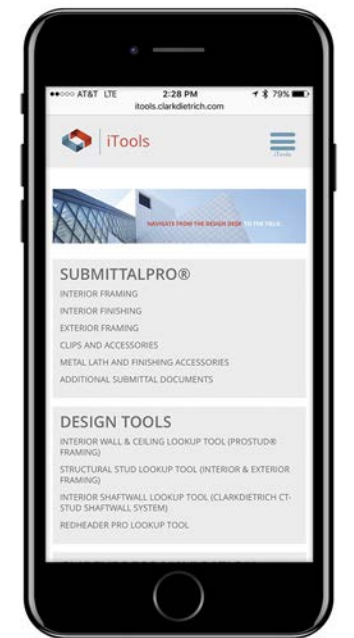 AT&T LTE 2:28 PM 79%
itools.clarkdietrich.com
iTools
iTools
NAVIGATE FROM THE DESIGN DESK TO THE FIELD.
SUBMITTALPRO®
INTERIOR FRAMING
INTERIOR FINISHING
EXTERIOR FRAMING
CLIPS AND ACCESSORIES
METAL LATH AND FINISHING ACCESSORIES
ADDITIONAL SUBMITTAL DOCUMENTS
DESIGN TOOLS
INTERIOR WALL & CEILING LOOKUP TOOL (PROSTUD®
FRAMING)
STRUCTURAL STUD LOOKUP TOOL (INTERIOR & EXTERIOR
FRAMING)
INTERIOR SHAFTWALL LOOKUP TOOL (CLARKDIETRICH CT-
STUD SHAFTWALL SYSTEM)
REDHEADER PRO LOOKUP TOOL